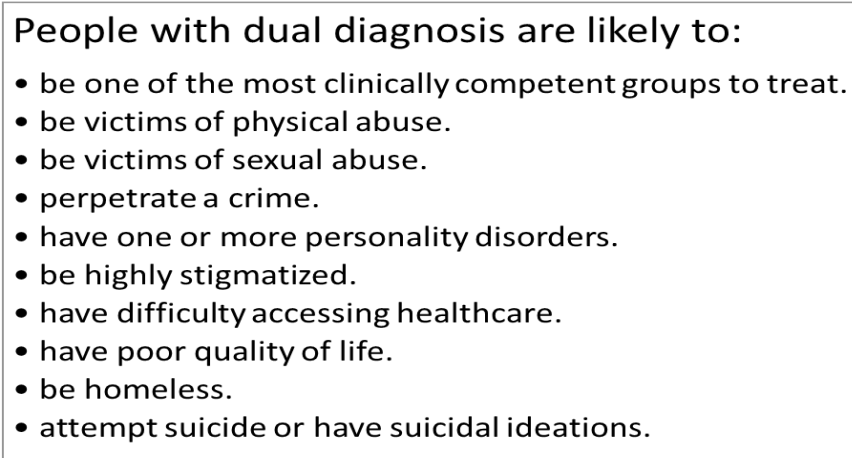 People with dual diagnosis are likely to:
• be one of the most clinically competent groups to treat.
• be victims of physical abuse.
• be victims of sexual abuse.
• perpetrate a crime.
• have one or more personality disorders.
• be highly stigmatized.
• have difficulty accessing healthcare.
• have poor quality of life.
• be homeless.
• attempt suicide or have suicidal ideations.